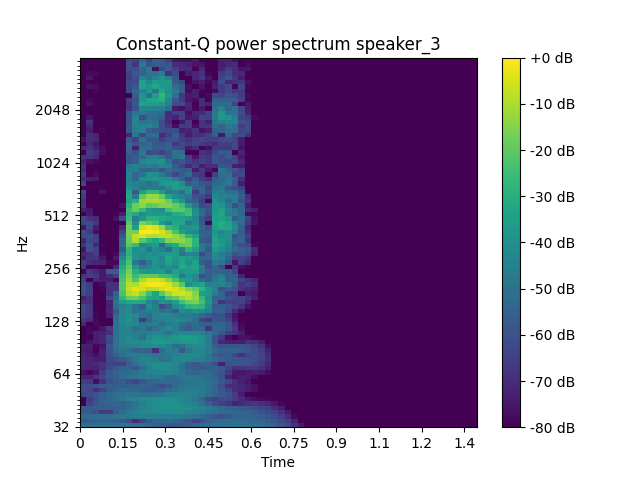 Constant-Q power spectrum speaker_3
Hz
2048
1024
512
256
128
64
32
0 0.15 0.3 0.45 0.6 0.75 0.9 1.1 1.2 1.4
Time
+0 dB
-10 dB
-20 dB
-30 dB
-40 dB
-50 dB
-60 dB
-70 dB
-80 dB